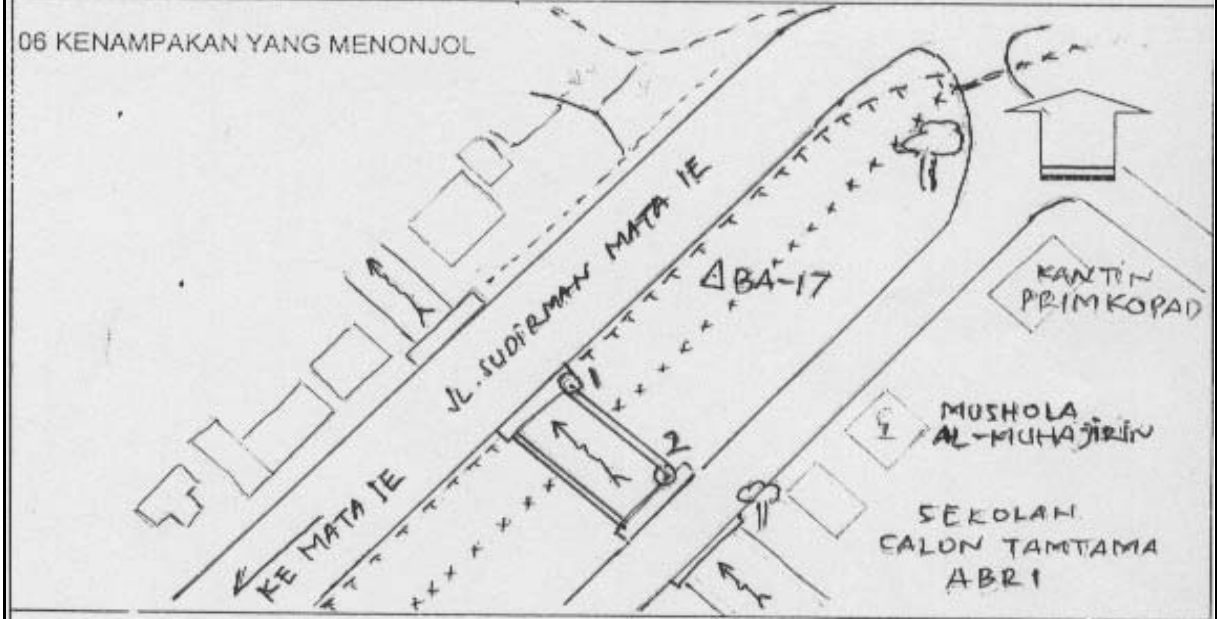 06 KENAMPAKAN YANG MENONJOL
JL. SUDIRMAN MATA IE
BA-17
KANTIN
PRIMKOPAD
1
2
MUSHOLA
AL-MUHAJIRIN
KE MATA IE
SEKOLAH
CALON TAMTAMA
ABRI